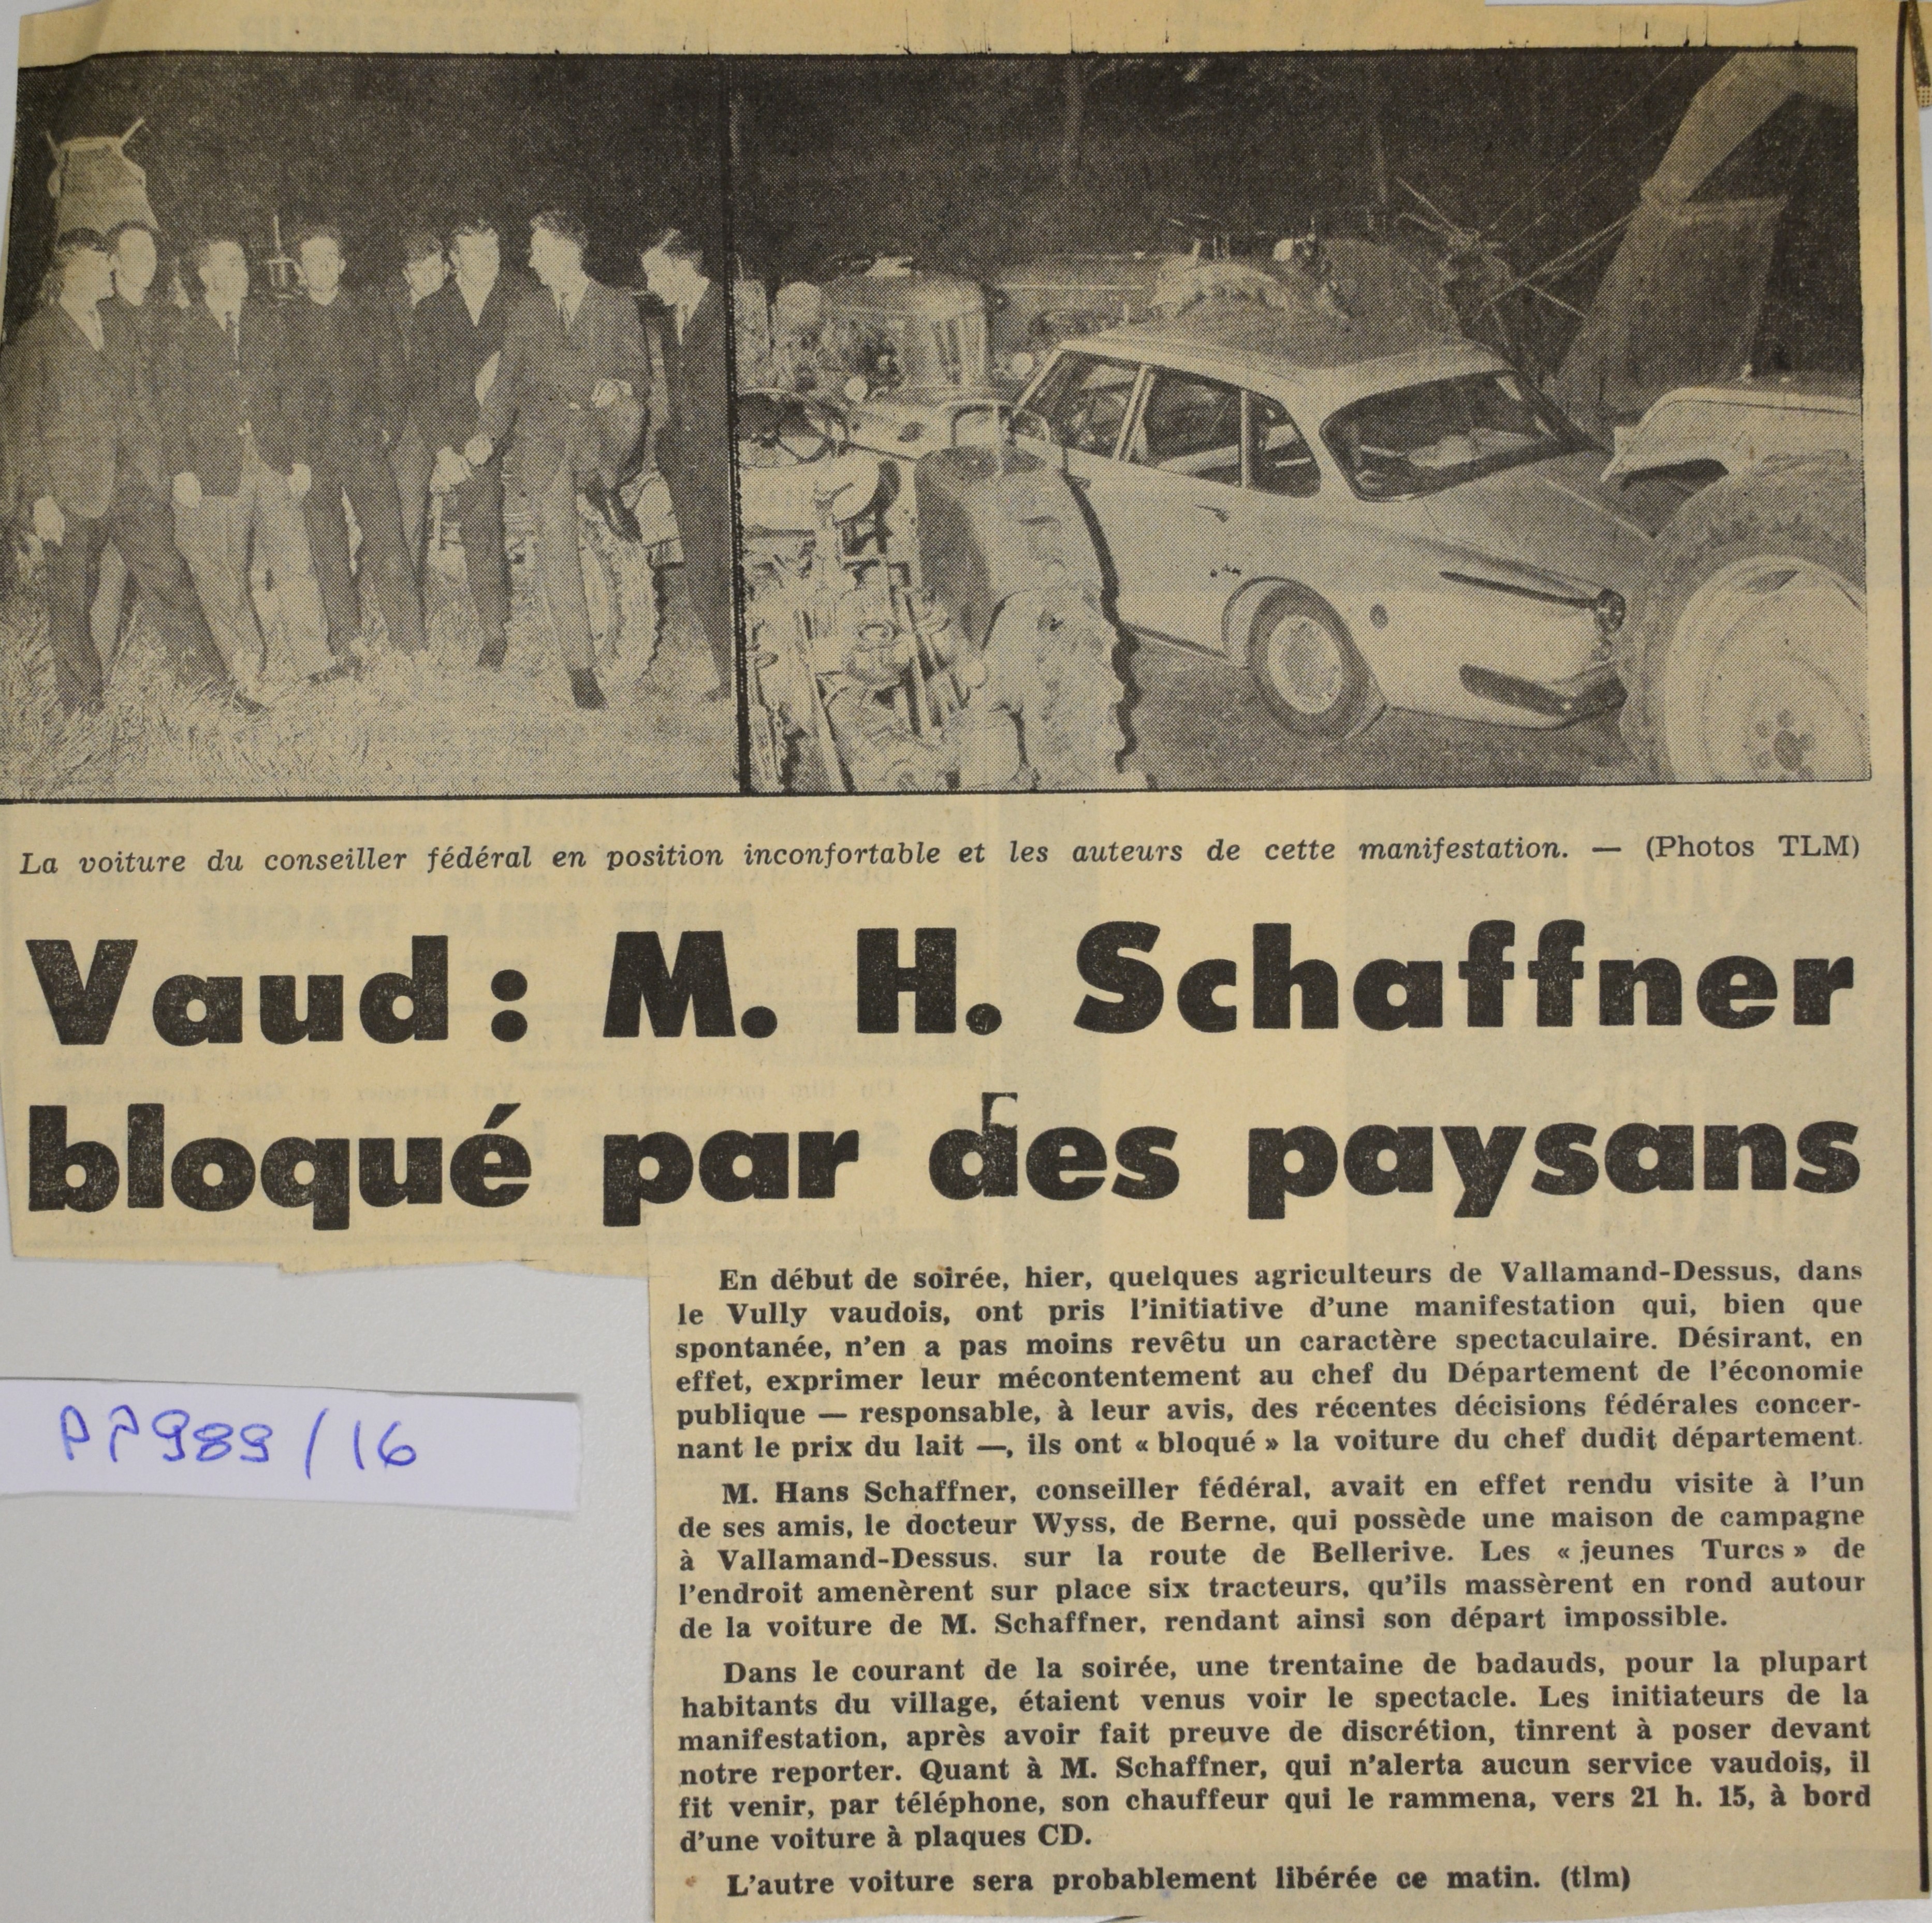 La voiture du conseiller fédéral en position inconfortable et les auteurs de cette manifestation. — (Photos TLM)
Vaud : M. H. Schaffner
bloqué par des paysans
En début de soirée, hier, quelques agriculteurs de Vallamand-Dessus, dans
le Vully vaudois, ont pris l'initiative d'une manifestation qui, bien que
spontanée, n'en a pas moins revêtu un caractère spectaculaire. Désirant, en
effet, exprimer leur mécontentement au chef du Département de l'économie
publique — responsable, à leur avis, des récentes décisions fédérales concer-
nant le prix du lait —, ils ont « bloqué » la voiture du chef dudit département.
M. Hans Schaffner, conseiller fédéral, avait en effet rendu visite à l'un
de ses amis, le docteur Wyss, de Berne, qui possède une maison de campagne
à Vallamand-Dessus, sur la route de Bellerive. Les « jeunes Turcs » de
l'endroit amenèrent sur place six tracteurs, qu'ils massèrent en rond autour
de la voiture de M. Schaffner, rendant ainsi son départ impossible.
Dans le courant de la soirée, une trentaine de badauds, pour la plupart
habitants du village, étaient venus voir le spectacle. Les initiateurs de la
manifestation, après avoir fait preuve de discrétion, tinrent à poser devant
notre reporter. Quant à M. Schaffner, qui n'alerta aucun service vaudois, il
fit venir, par téléphone, son chauffeur qui le rammena, vers 21 h. 15, à bord
d'une voiture à plaques CD.
L'autre voiture sera probablement libérée ce matin. (tlm)
PP989/16